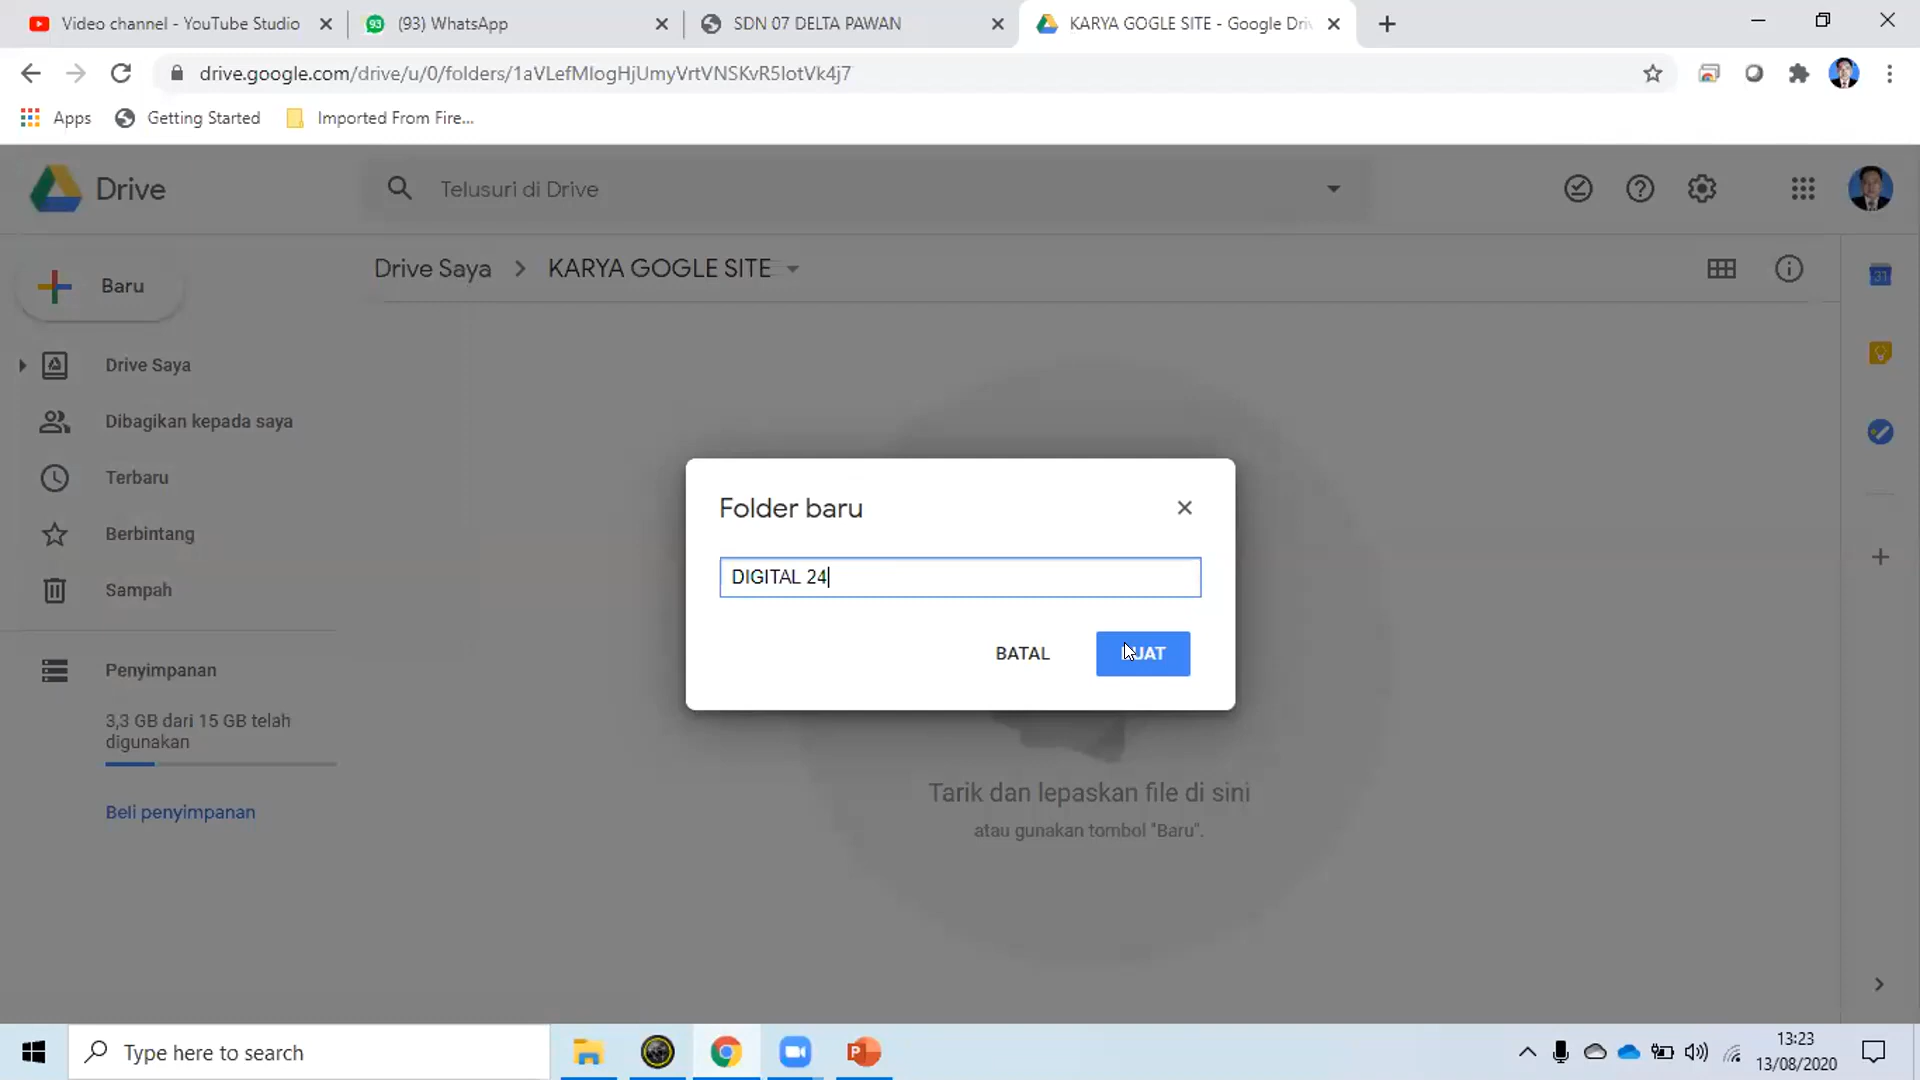 Video channel - YouTube Studio
93
(93) WhatsApp
SDN 07 DELTA PAWAN
KARYA GOGLE SITE - Google Dri
drive.google.com/drive/u/0/folders/1aVLefMlogHjUmyVrtVNSKvR5lotVk4j7
Apps
Getting Started
Imported From Fire...
Drive
Telusuri di Drive
Baru
Drive Saya
KARYA GOGLE SITE
31
Drive Saya
Dibagikan kepada saya
Terbaru
Berbintang
Sampah
Penyimpanan
3,3 GB dari 15 GB telah
digunakan
Beli penyimpanan
Folder baru
DIGITAL 24
BATAL
UAT
Tarik dan lepaskan file di sini
atau gunakan tombol "Baru".
Type here to search
13:23
13/08/2020